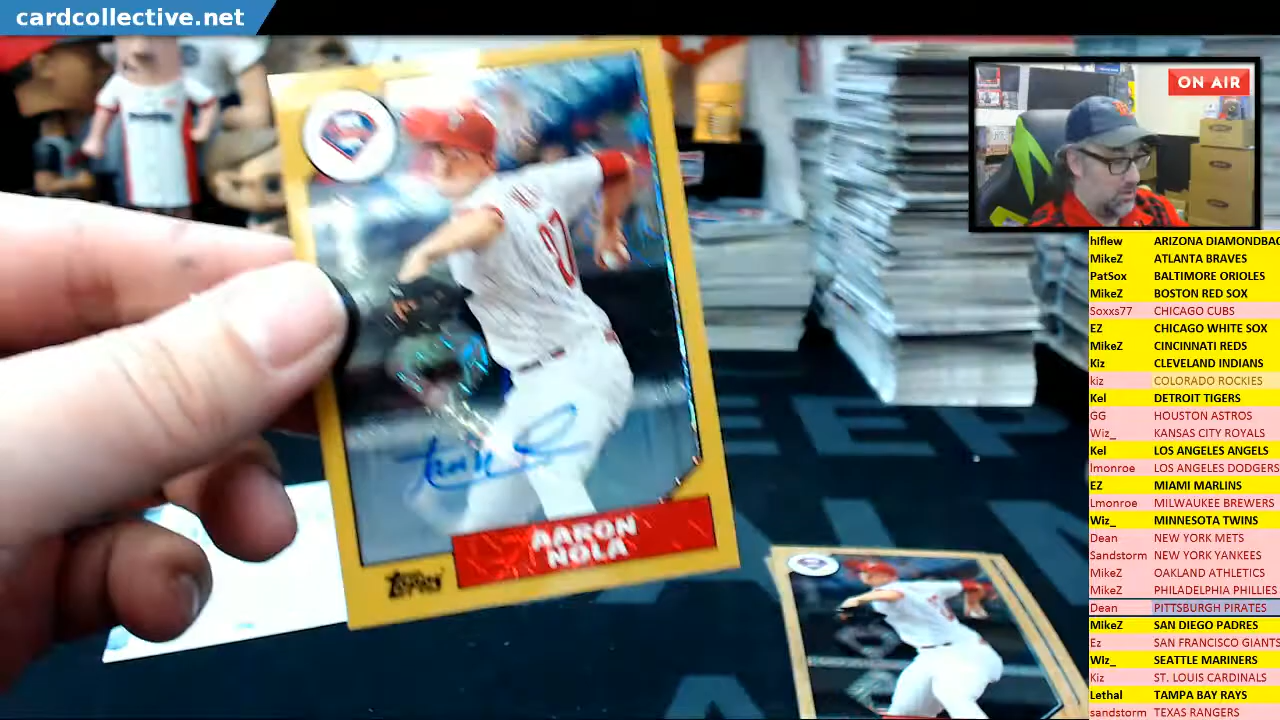 cardcollective.net
ON AIR
27
AARON
NOLA
Topps
hlflew ARIZONA DIAMONDBAC
MikeZ ATLANTA BRAVES
PatSox BALTIMORE ORIOLES
MikeZ BOSTON RED SOX
Soxxs77 CHICAGO CUBS
EZ CHICAGO WHITE SOX
MikeZ CINCINNATI REDS
Kiz CLEVELAND INDIANS
kiz COLORADO ROCKIES
Kel DETROIT TIGERS
GG HOUSTON ASTROS
Wiz_ KANSAS CITY ROYALS
Kel LOS ANGELES ANGELS
lmonroe LOS ANGELES DODGERS
EZ MIAMI MARLINS
Lmonroe MILWAUKEE BREWERS
Wiz_ MINNESOTA TWINS
Dean NEW YORK METS
Sandstorm NEW YORK YANKEES
MikeZ OAKLAND ATHLETICS
MikeZ PHILADELPHIA PHILLIES
Dean PITTSBURGH PIRATES
MikeZ SAN DIEGO PADRES
Ez SAN FRANCISCO GIANTS
WIz_ SEATTLE MARINERS
Kiz ST. LOUIS CARDINALS
Lethal TAMPA BAY RAYS
sandstorm TEXAS RANGERS